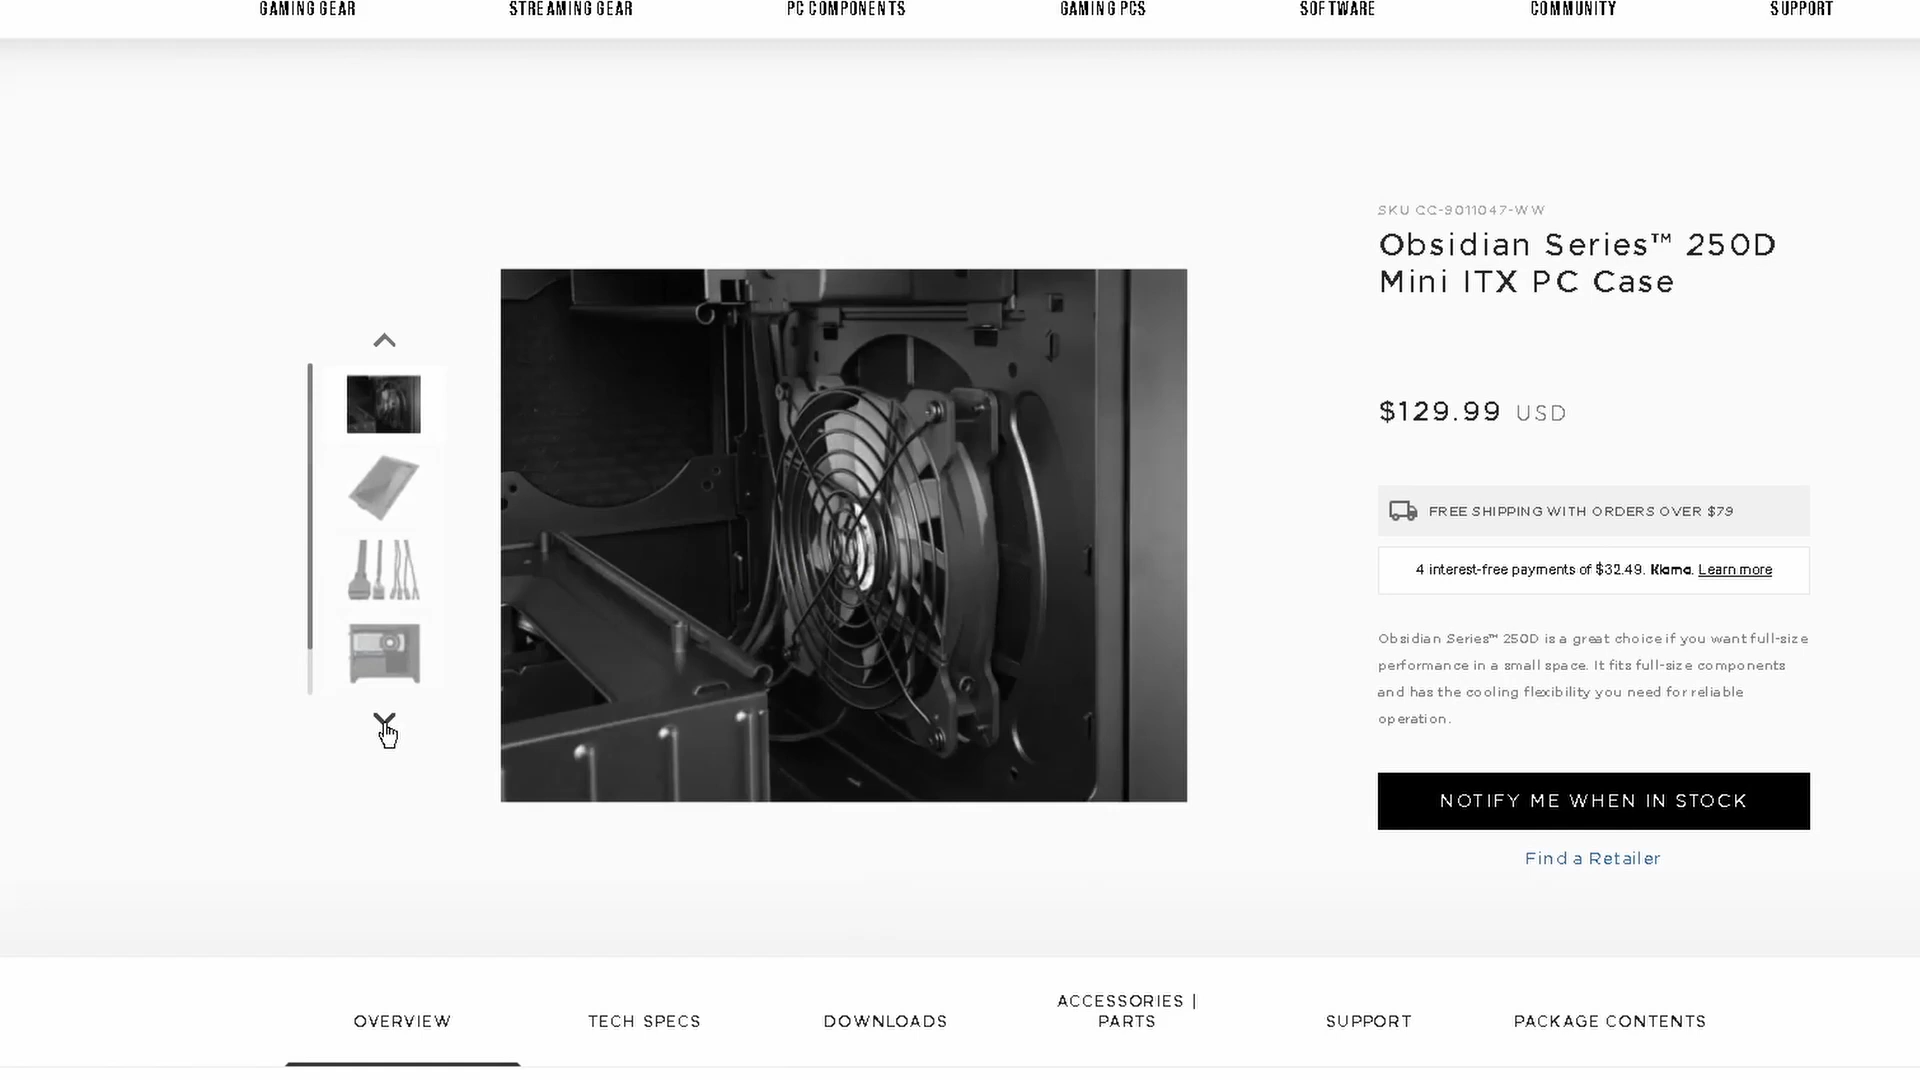 GAMING GEAR
STREAMING GEAR
PC COMPONENTS
GAMING PCS
SOFTWARE
COMMUNITY
SUPPORT
SKU CC-9011047-WW
Obsidian Series™ 250D
Mini ITX PC Case
$129.99 USD
FREE SHIPPING WITH ORDERS OVER $79
4 interest-free payments of $32.49. Klarna. Learn more
Obsidian Series™ 250D is a great choice if you want full-size
performance in a small space. It fits full-size components
and has the cooling flexibility you need for reliable
operation.
NOTIFY ME WHEN IN STOCK
Find a Retailer
OVERVIEW
TECH SPECS
DOWNLOADS
ACCESSORIES |
PARTS
SUPPORT
PACKAGE CONTENTS